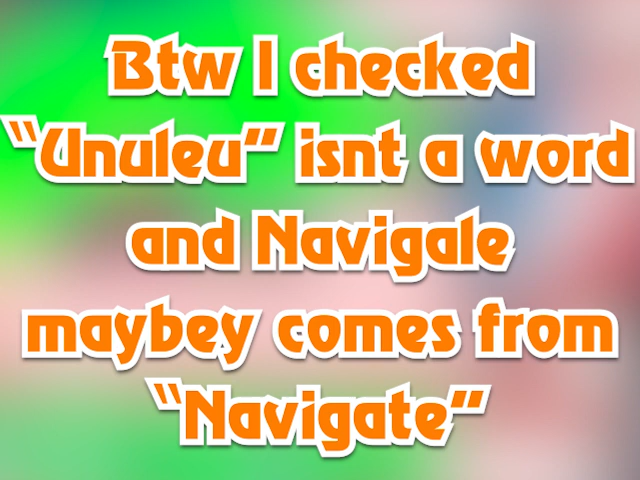 Btw I checked
“Unuleu” isnt a word
and Navigale
maybey comes from
“Navigate”